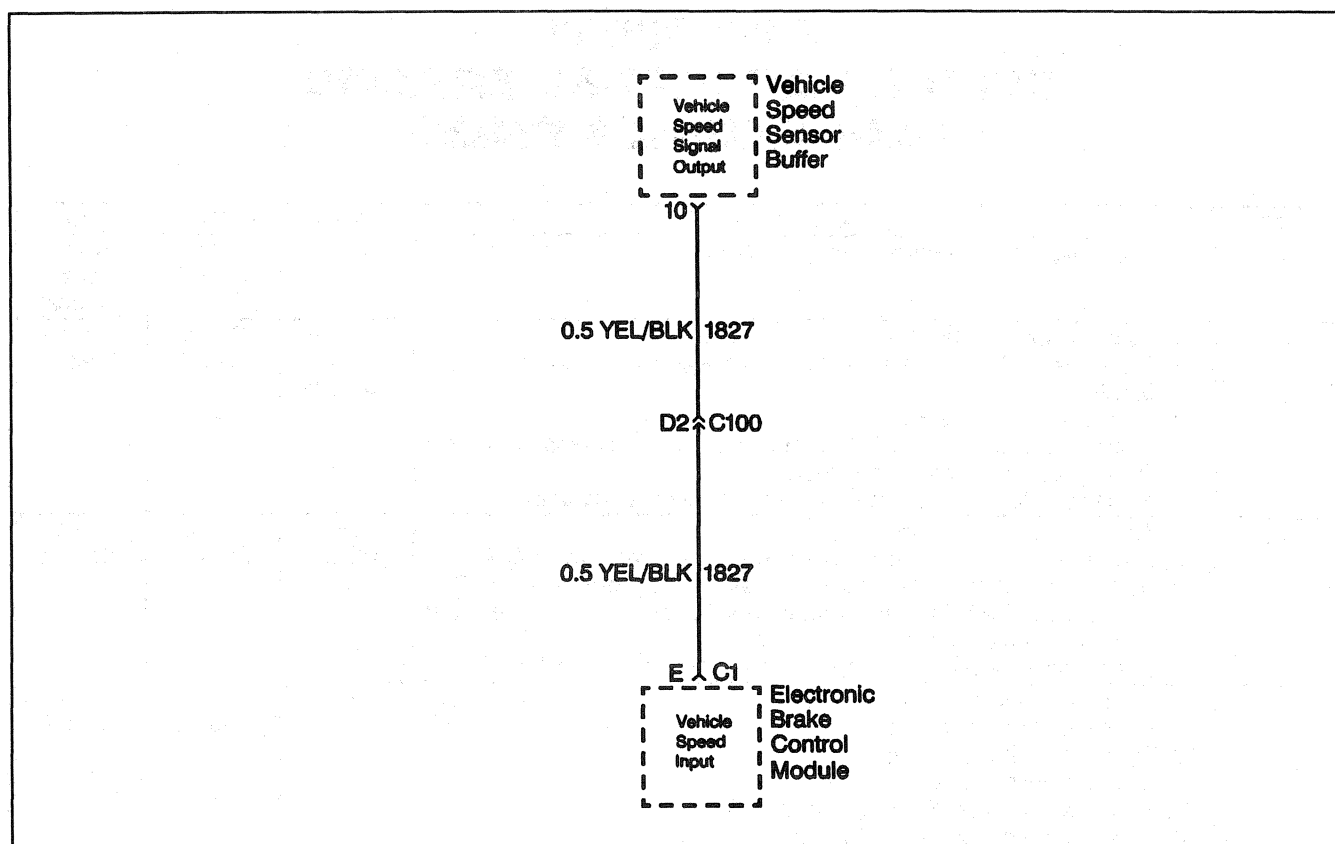 Vehicle
Speed
Signal
Output
Vehicle
Speed
Sensor
Buffer
10
0.5 YEL/BLK 1827
D2 C100
0.5 YEL/BLK 1827
E C1
Vehicle
Speed
Input
Electronic
Brake
Control
Module